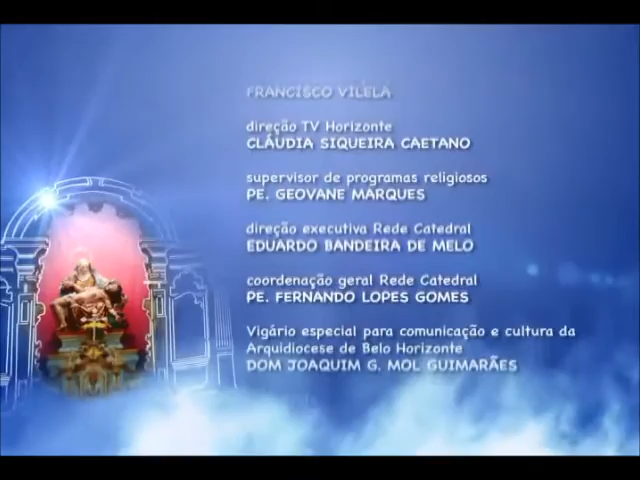 FRANCISCO VILELA
direção TV Horizonte
CLÁUDIA SIQUEIRA CAETANO
supervisor de programas religiosos
PE. GEOVANE MARQUES
direção executiva Rede Catedral
EDUARDO BANDEIRA DE MELO
coordenação geral Rede Catedral
PE. FERNANDO LOPES GOMES
Vigário especial para comunicação e cultura da
Arquidiocese de Belo Horizonte
DOM JOAQUIM G. MOL GUIMARÃES